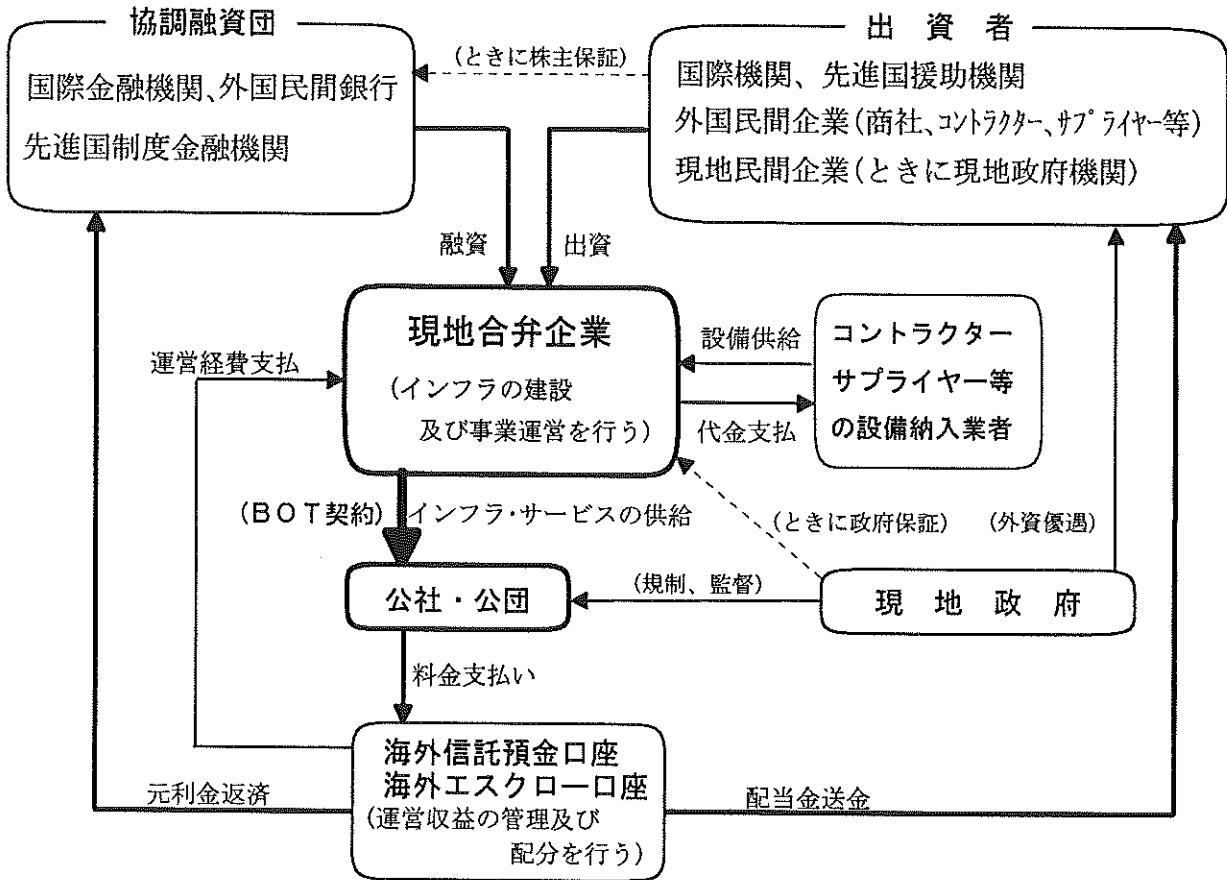 協調融資団
国際金融機関、外国民間銀行
先進国制度金融機関
(ときに株主保証)
出資者
国際機関、先進国援助機関
外国民間企業(商社、コントラクター、サプライヤー等)
現地民間企業(ときに現地政府機関)
融資
出資
現地合弁企業
(インフラの建設
及び事業運営を行う)
運営経費支払
設備供給
代金支払
コントラクター
サプライヤー等
の設備納入業者
(BOT契約)
インフラ・サービスの供給
(ときに政府保証)
(外資優遇)
公社・公団
(規制、監督)
現地政府
料金支払い
海外信託預金口座
海外エスクロー口座
(運営収益の管理及び
配分を行う)
元利金返済
配当金送金